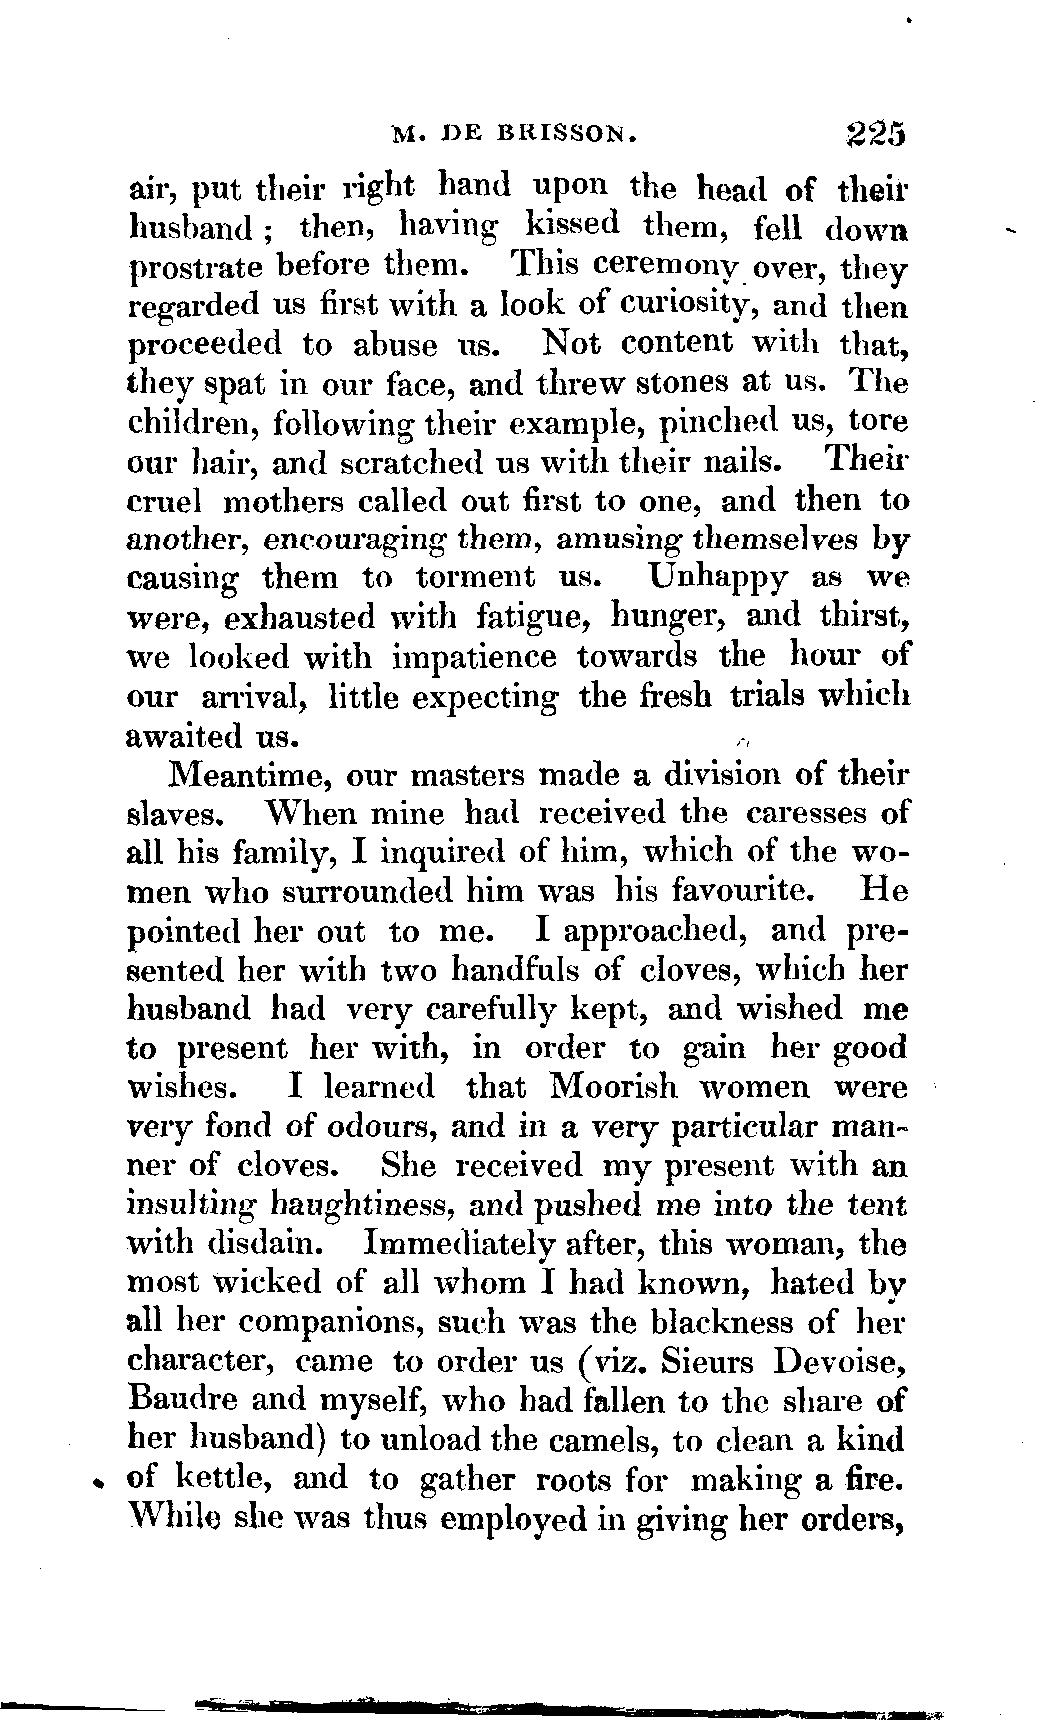 M. DE BRISSON. 225
air, put their right hand upon the head of their
husband ; then, having kissed them, fell down
prostrate before them. This ceremony over, they
regarded us first with a look of curiosity, and then
proceeded to abuse us. Not content with that,
they spat in our face, and threw stones at us. The
children, following their example, pinched us, tore
our hair, and scratched us with their nails. Their
cruel mothers called out first to one, and then to
another, encouraging them, amusing themselves by
causing them to torment us. Unhappy as we
were, exhausted with fatigue, hunger, and thirst,
we looked with impatience towards the hour of
our arrival, little expecting the fresh trials which
awaited us.
Meantime, our masters made a division of their
slaves. When mine had received the caresses of
all his family, I inquired of him, which of the wo-
men who surrounded him was his favourite. He
pointed her out to me. I approached, and pre-
sented her with two handfuls of cloves, which her
husband had very carefully kept, and wished me
to present her with, in order to gain her good
wishes. I learned that Moorish women were
very fond of odours, and in a very particular man-
ner of cloves. She received my present with an
insulting haughtiness, and pushed me into the tent
with disdain. Immediately after, this woman, the
most wicked of all whom I had known, hated by
all her companions, such was the blackness of her
character, came to order us (viz. Sieurs Devoise,
Baudre and myself, who had fallen to the share of
her husband) to unload the camels, to clean a kind
of kettle, and to gather roots for making a fire.
While she was thus employed in giving her orders,